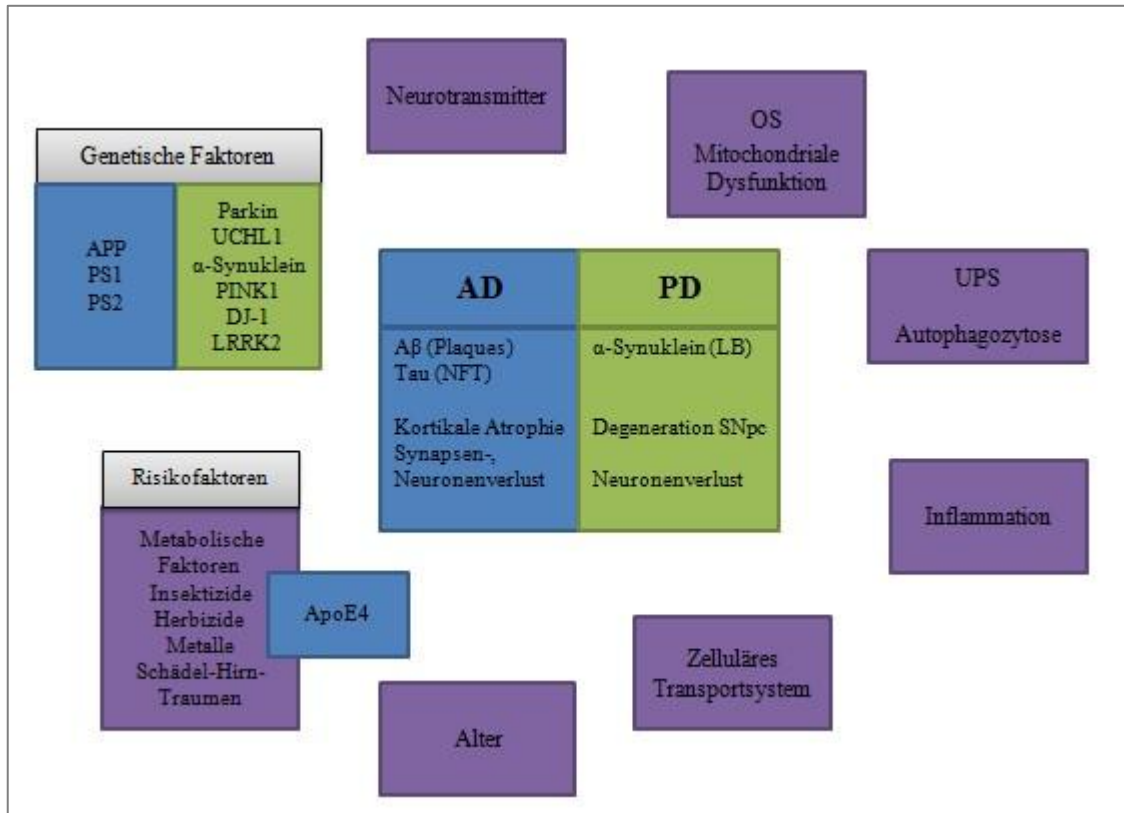 Neurotransmitter
OS
Mitochondriale
Dysfunktion
Genetische Faktoren
APP
PS1
PS2
Parkin
UCHL1
α-Synuklein
PINK1
DJ-1
LRRK2
AD
Aβ (Plaques)
Tau (NFT)
Kortikale Atrophie
Synapsen-,
Neuronenverlust
PD
α-Synuklein (LB)
Degeneration SNpc
Neuronenverlust
UPS
Autophagozytose
Risikofaktoren
Metabolische
Faktoren
Insektizide
Herbizide
Metalle
Schädel-Hirn-
Traumen
ApoE4
Inflammation
Zelluläres
Transportsystem
Alter